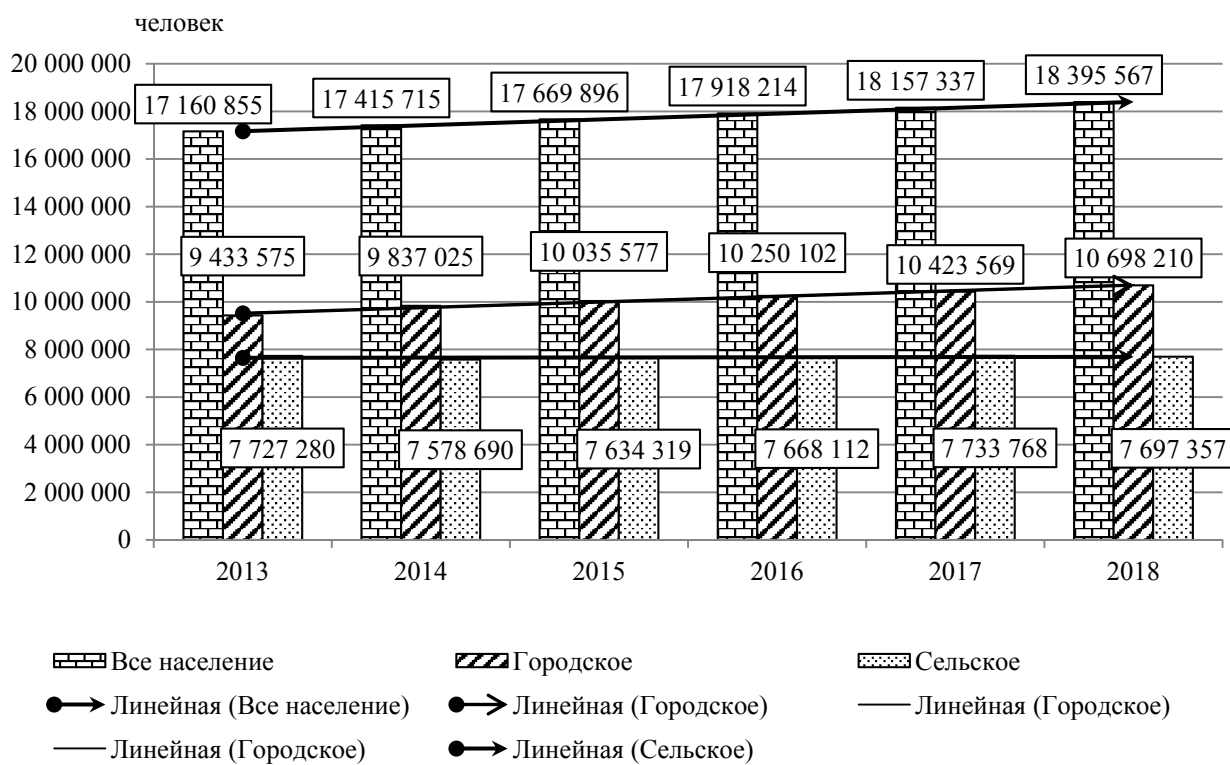 человек
20 000 000
18 000 000
16 000 000
14 000 000
12 000 000
10 000 000
8 000 000
6 000 000
4 000 000
2 000 000
0
17 160 855
17 415 715
17 669 896
17 918 214
18 157 337
18 395 567
9 433 575
9 837 025
10 035 577
10 250 102
10 423 569
10 698 210
7 727 280
7 578 690
7 634 319
7 668 112
7 733 768
7 697 357
2013 2014 2015 2016 2017 2018
Все население Городское Сельское
Линейная (Все население) Линейная (Городское) Линейная (Городское)
Линейная (Городское) Линейная (Сельское)